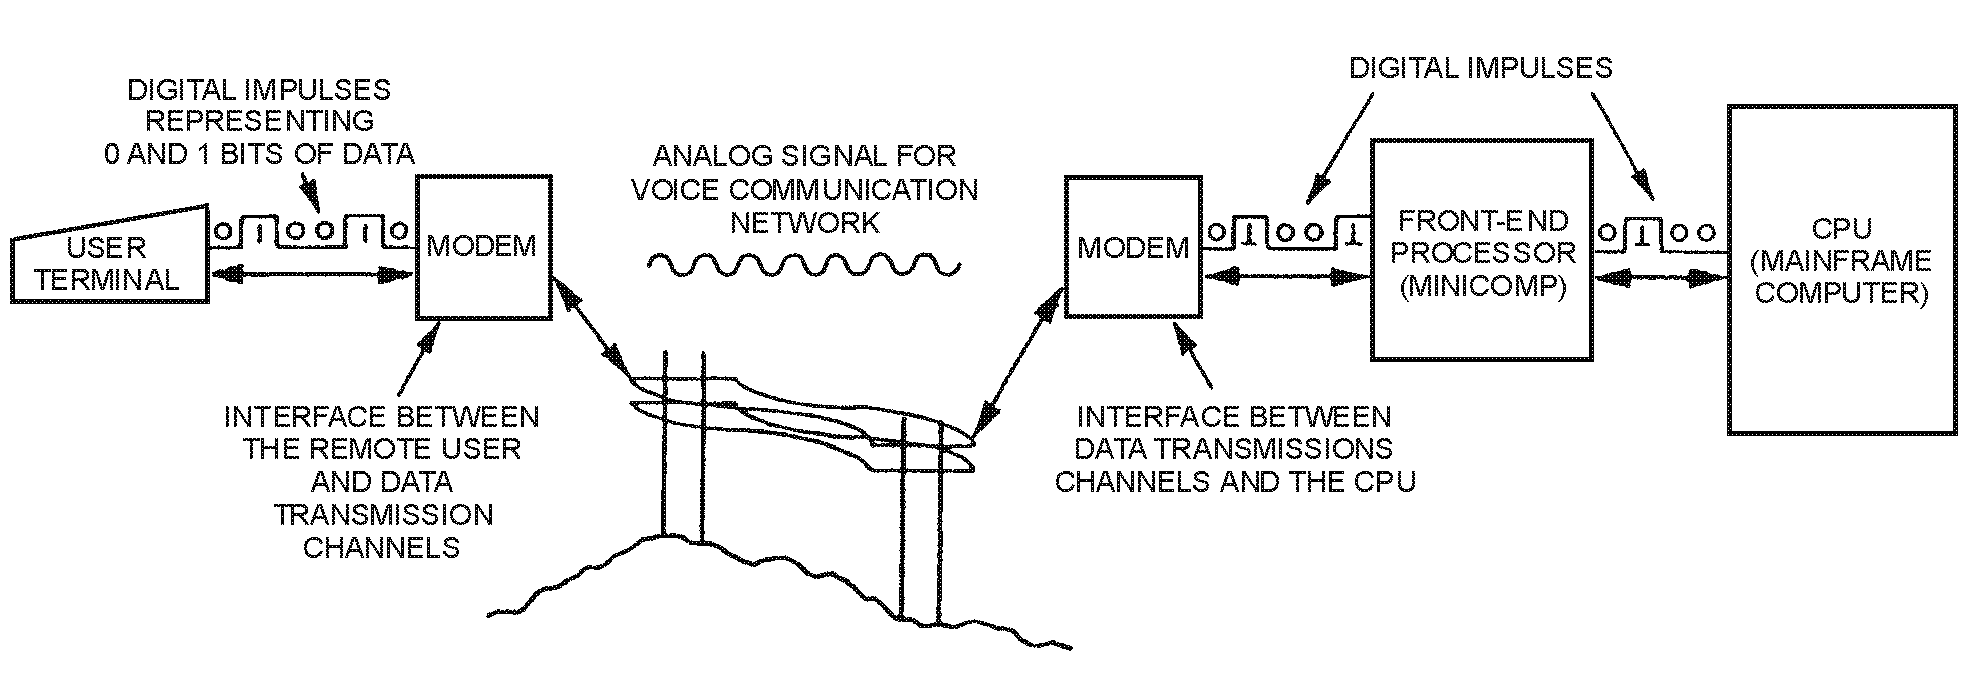 DIGITAL IMPULSES
REPRESENTING
0 AND 1 BITS OF DATA
0 1 0 0 1 0
USER
TERMINAL
MODEM
INTERFACE BETWEEN
THE REMOTE USER
AND DATA
TRANSMISSION
CHANNELS
ANALOG SIGNAL FOR
VOICE COMMUNICATION
NETWORK
MODEM
INTERFACE BETWEEN
DATA TRANSMISSIONS
CHANNELS AND THE CPU
DIGITAL IMPULSES
0 1 0 0 1
FRONT-END
PROCESSOR
(MINICOMP)
0 1 0 0
CPU
(MAINFRAME
COMPUTER)